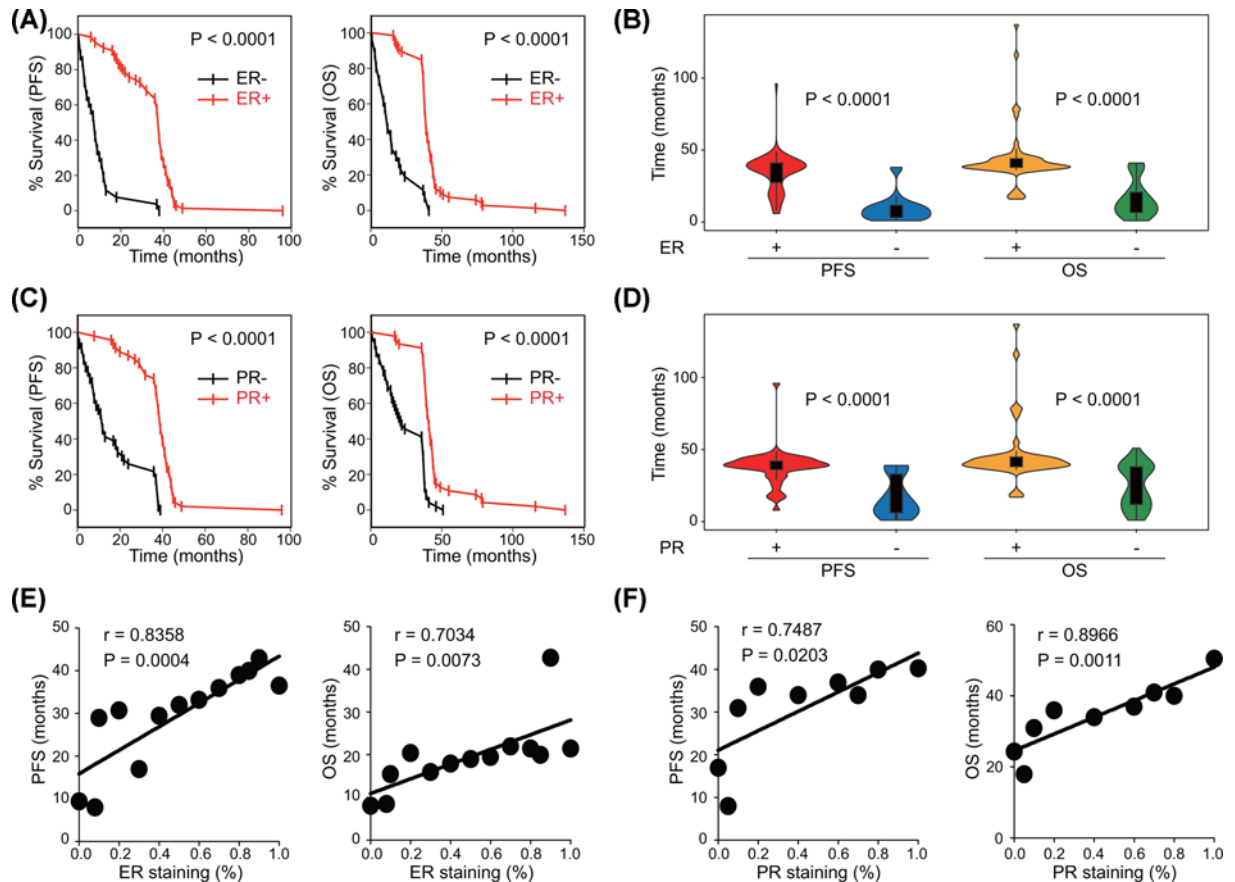 (A)
% Survival (PFS)
100
80
60
40
20
0
P < 0.0001
ER-
ER+
0 20 40 60 80 100
Time (months)
% Survival (OS)
100
80
60
40
20
0
P < 0.0001
ER-
ER+
0 50 100 150
Time (months)
(B)
Time (months)
100
50
0
P < 0.0001
P < 0.0001
ER + - + -
PFS OS
(C)
% Survival (PFS)
100
80
60
40
20
0
P < 0.0001
PR-
PR+
0 20 40 60 80 100
Time (months)
% Survival (OS)
100
80
60
40
20
0
P < 0.0001
PR-
PR+
0 50 100 150
Time (months)
(D)
Time (months)
100
50
0
P < 0.0001
P < 0.0001
PR + - + -
PFS OS
(E)
PFS (months)
50
40
30
20
10
0
r = 0.8358
P = 0.0004
0.0 0.2 0.4 0.6 0.8 1.0
ER staining (%)
OS (months)
50
40
30
20
10
0
r = 0.7034
P = 0.0073
0.0 0.2 0.4 0.6 0.8 1.0
ER staining (%)
(F)
PFS (months)
50
40
30
20
10
0
r = 0.7487
P = 0.0203
0.0 0.2 0.4 0.6 0.8 1.0
PR staining (%)
OS (months)
60
40
20
0
r = 0.8966
P = 0.0011
0.0 0.2 0.4 0.6 0.8 1.0
PR staining (%)